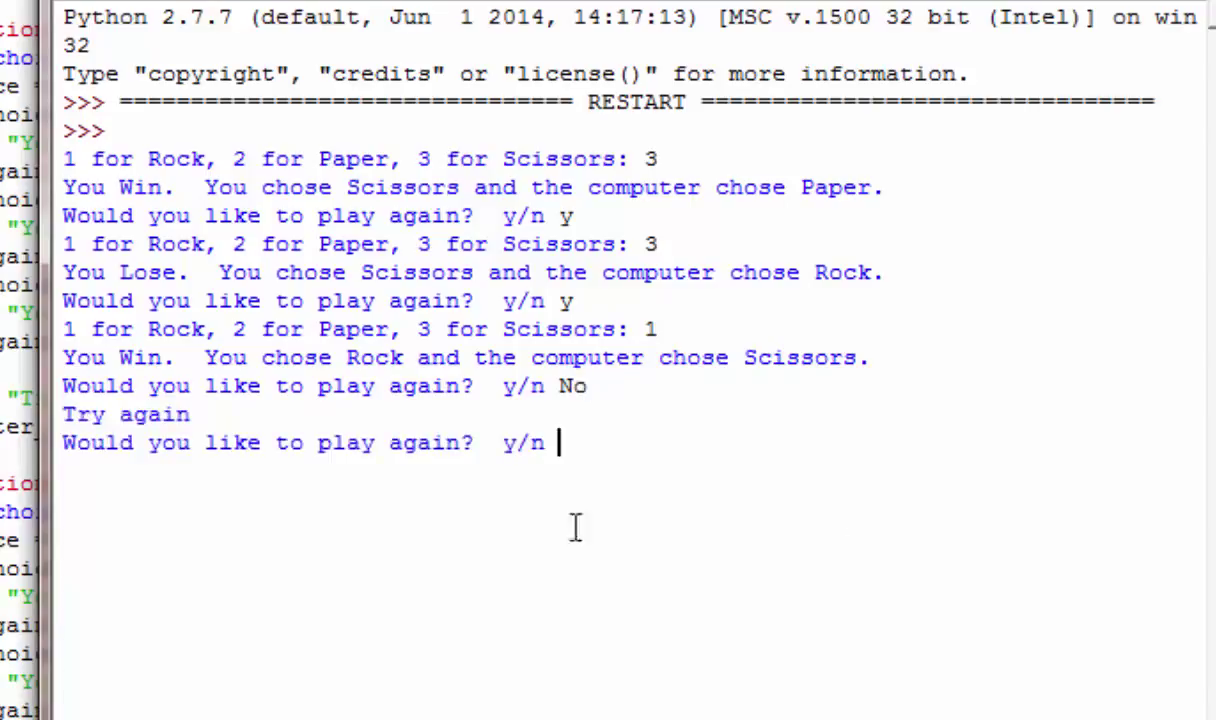 Python 2.7.7 (default, Jun  1 2014, 14:17:13) [MSC v.1500 32 bit (Intel)] on win
32
Type "copyright", "credits" or "license()" for more information.
>>> ================================ RESTART ================================
>>>
1 for Rock, 2 for Paper, 3 for Scissors: 3
You Win.  You chose Scissors and the computer chose Paper.
Would you like to play again?  y/n y
1 for Rock, 2 for Paper, 3 for Scissors: 3
You Lose.  You chose Scissors and the computer chose Rock.
Would you like to play again?  y/n y
1 for Rock, 2 for Paper, 3 for Scissors: 1
You Win.  You chose Rock and the computer chose Scissors.
Would you like to play again?  y/n No
Try again
Would you like to play again?  y/n